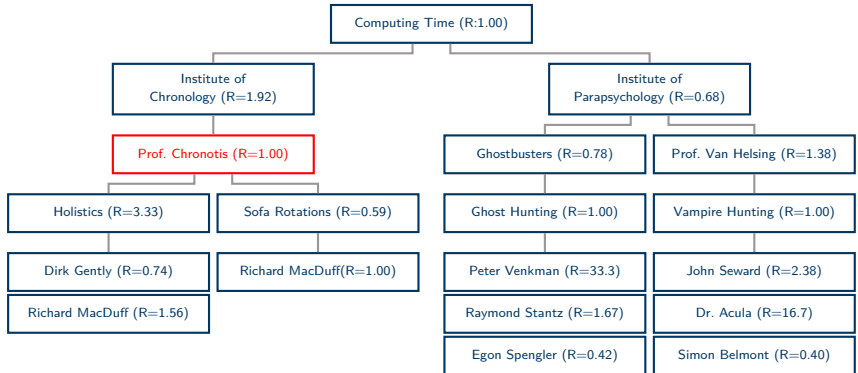 Computing Time (R:1.00)
Institute of
Chronology (R=1.92)
Institute of
Parapsychology (R=0.68)
Prof. Chronotis (R=1.00)
Ghostbusters (R=0.78)
Prof. Van Helsing (R=1.38)
Holistics (R=3.33)
Sofa Rotations (R=0.59)
Ghost Hunting (R=1.00)
Vampire Hunting (R=1.00)
Dirk Gently (R=0.74)
Richard MacDuff(R=1.00)
Peter Venkman (R=33.3)
John Seward (R=2.38)
Richard MacDuff (R=1.56)
Raymond Stantz (R=1.67)
Dr. Acula (R=16.7)
Egon Spengler (R=0.42)
Simon Belmont (R=0.40)